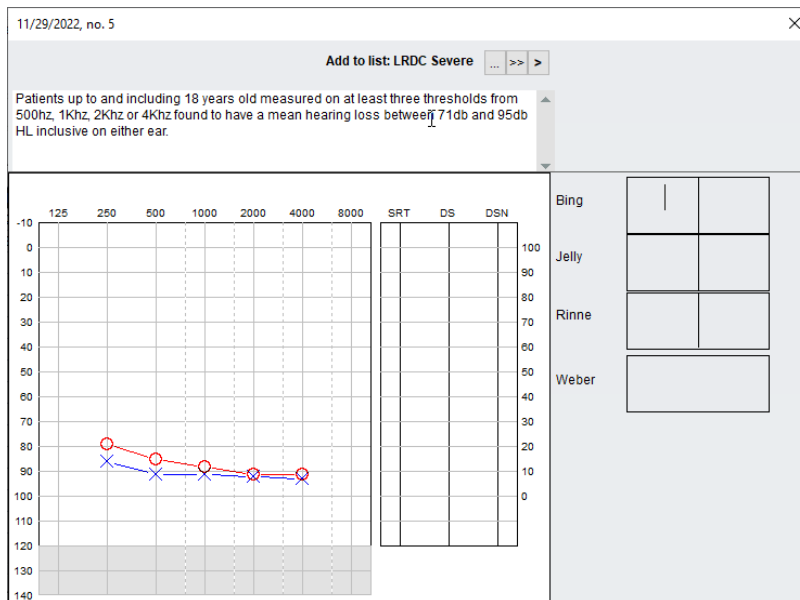 11/29/2022, no. 5
Add to list: LRDC Severe ... >> >
Patients up to and including 18 years old measured on at least three thresholds from
500hz, 1Khz, 2Khz or 4Khz found to have a mean hearing loss between 71db and 95db
HL inclusive on either ear.
125 250 500 1000 2000 4000 8000 SRT DS DSN
-10
0 100
10 90
20 80
30 70
40 60
50 50
60 40
70 30
80 20
90 10
100 0
110
120
130
140
Bing
Jelly
Rinne
Weber